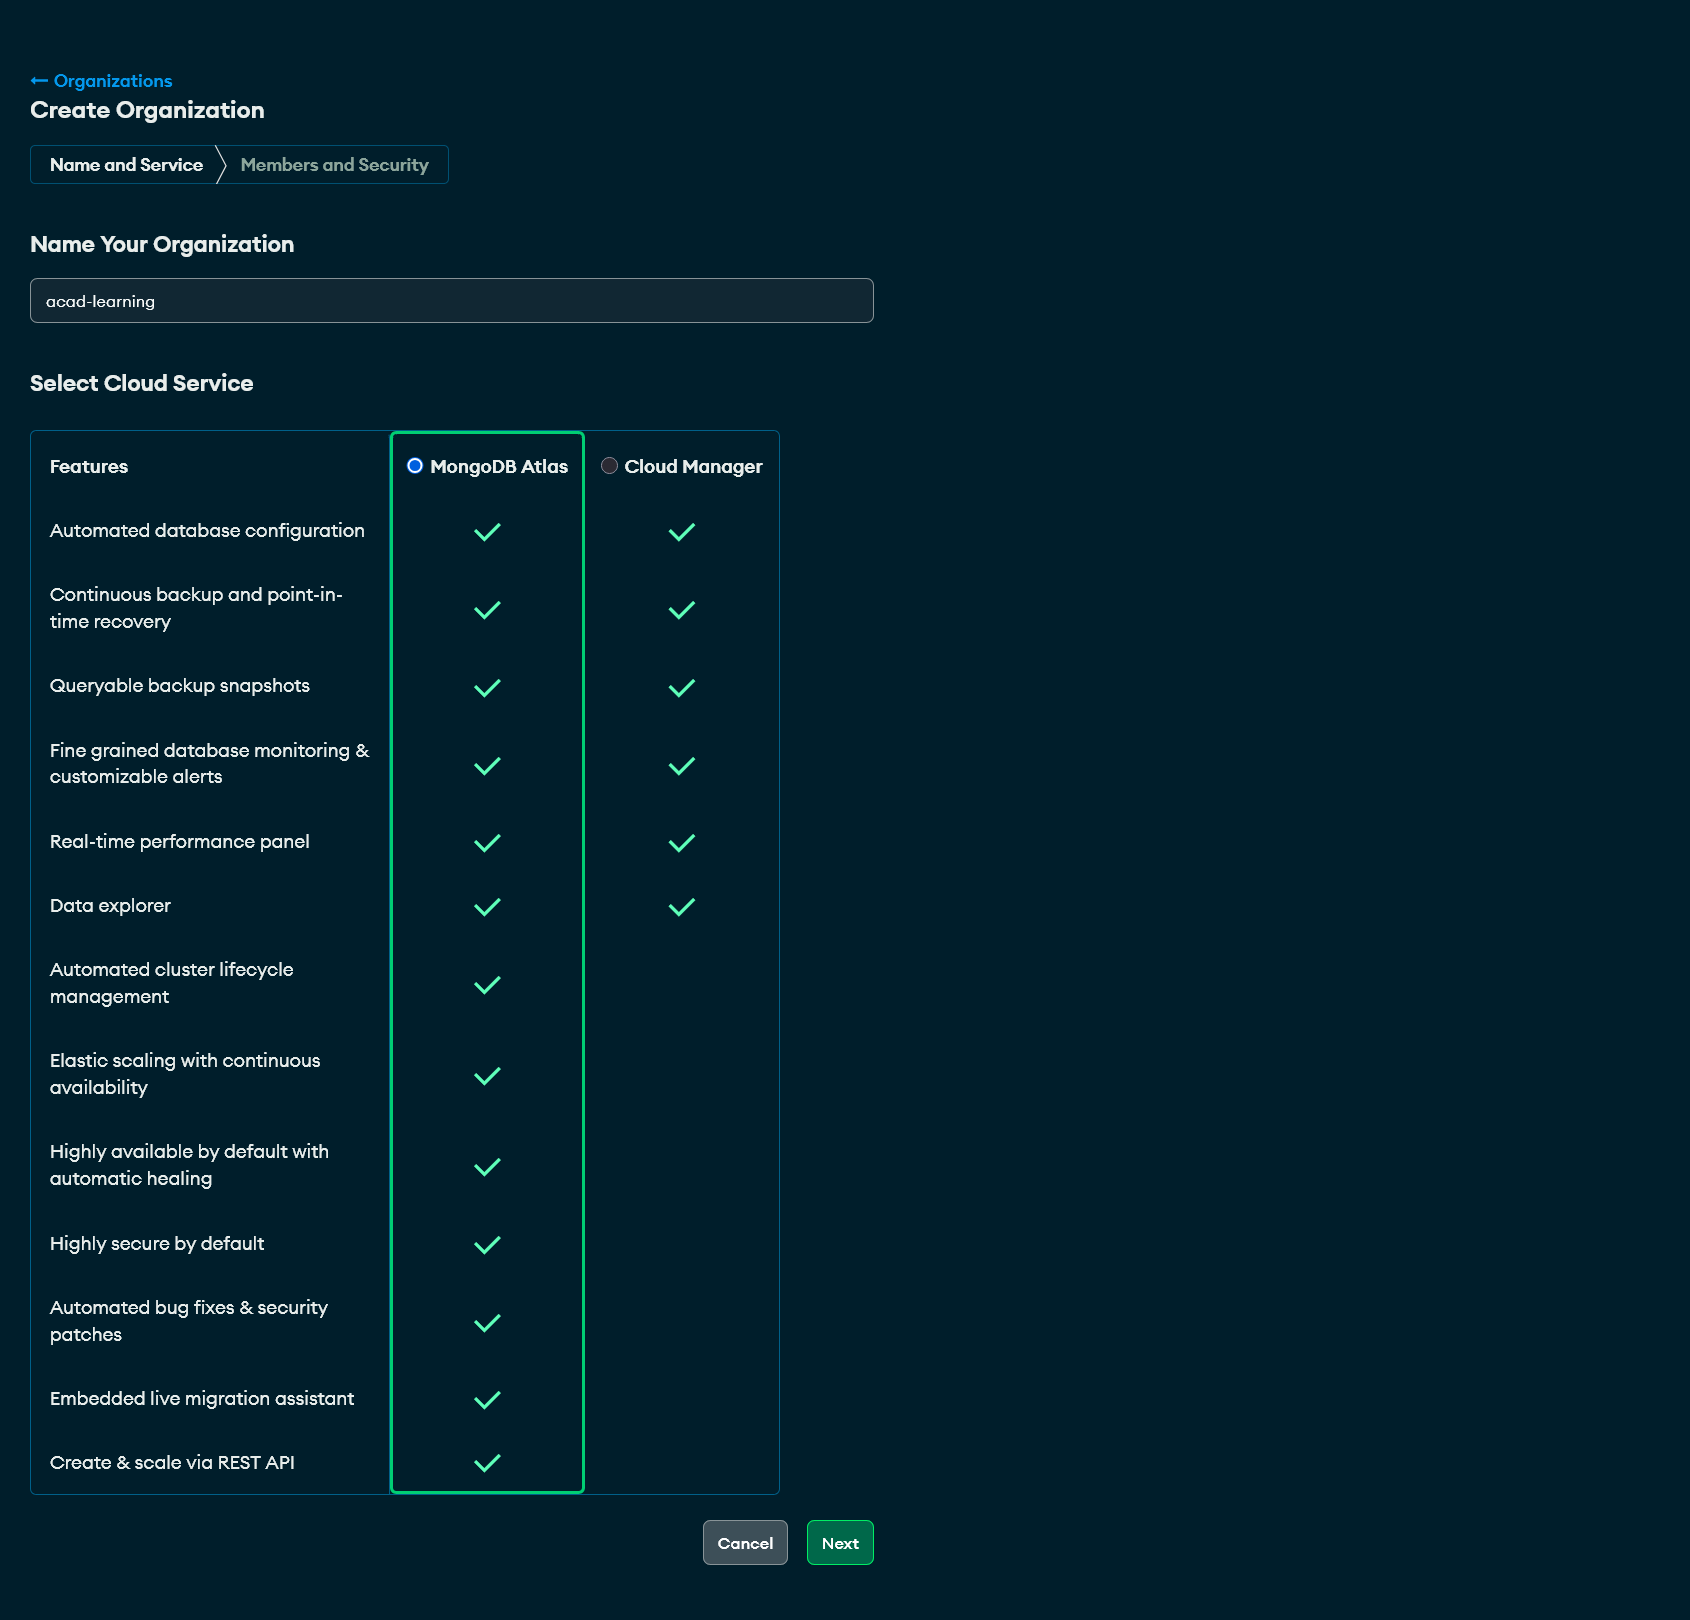 ← Organizations
Create Organization
Name and Service
Members and Security
Name Your Organization
acad-learning
Select Cloud Service
Features
MongoDB Atlas
Cloud Manager
Automated database configuration
Continuous backup and point-in-
time recovery
Queryable backup snapshots
Fine grained database monitoring &
customizable alerts
Real-time performance panel
Data explorer
Automated cluster lifecycle
management
Elastic scaling with continuous
availability
Highly available by default with
automatic healing
Highly secure by default
Automated bug fixes & security
patches
Embedded live migration assistant
Create & scale via REST API
Cancel
Next